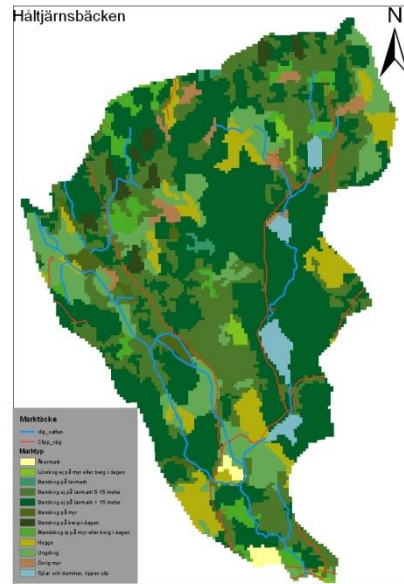 Håltjärnsbäcken
N
Marktäcke
clip_vatten
Clipp_väg
Marktyp
Åkermark
Lövskog ej på myr eller berg i dagen
Barrskog på lavmark
Barrskog ej på lavmark 5-15 meter
Barrskog ej på lavmark > 15 meter
Barrskog på myr
Barrskog på berg i dagen
Blandskog ej på myr eller berg i dagen
Hygge
Ungskog
Övrig myr
Sjöar och dammar, öppen yta